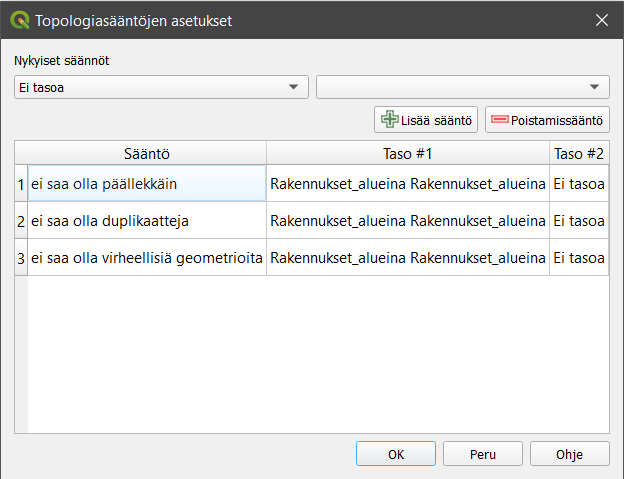 Topologiasääntöjen asetukset
Nykyiset säännöt
Ei tasoa
Lisää sääntö Poistamissääntö
Sääntö Taso #1 Taso #2
1 ei saa olla päällekkäin Rakennukset_alueina Rakennukset_alueina Ei tasoa
2 ei saa olla duplikaatteja Rakennukset_alueina Rakennukset_alueina Ei tasoa
3 ei saa olla virheellisiä geometrioita Rakennukset_alueina Rakennukset_alueina Ei tasoa
OK Peru Ohje